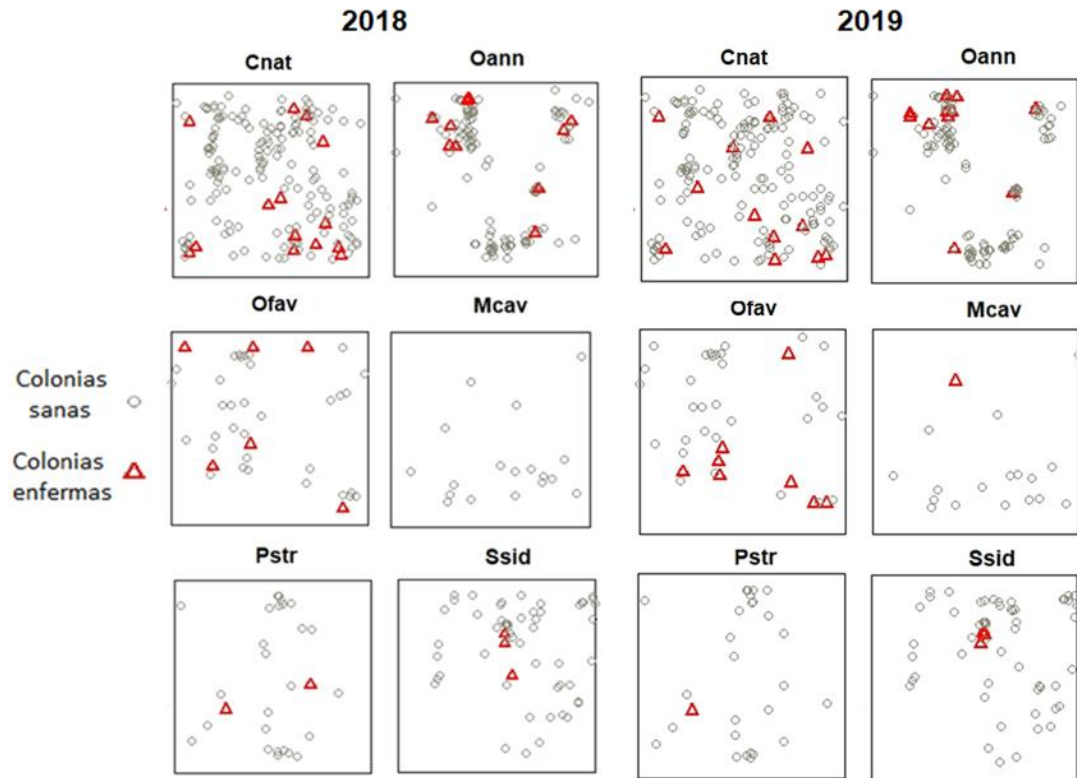 2018
2019
Cnat
Oann
Cnat
Oann
Ofav
Mcav
Ofav
Mcav
Colonias
sanas
Colonias
enfermas
Pstr
Ssid
Pstr
Ssid